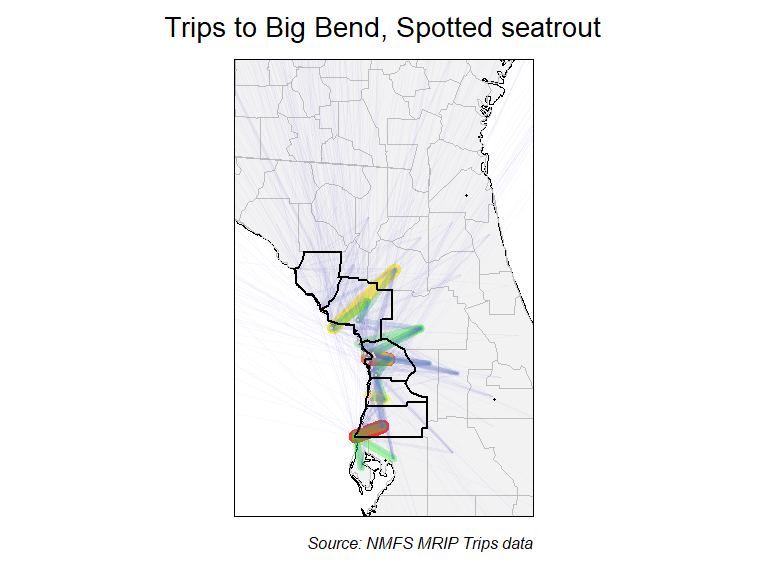 Trips to Big Bend, Spotted seatrout
Source: NMFS MRIP Trips data